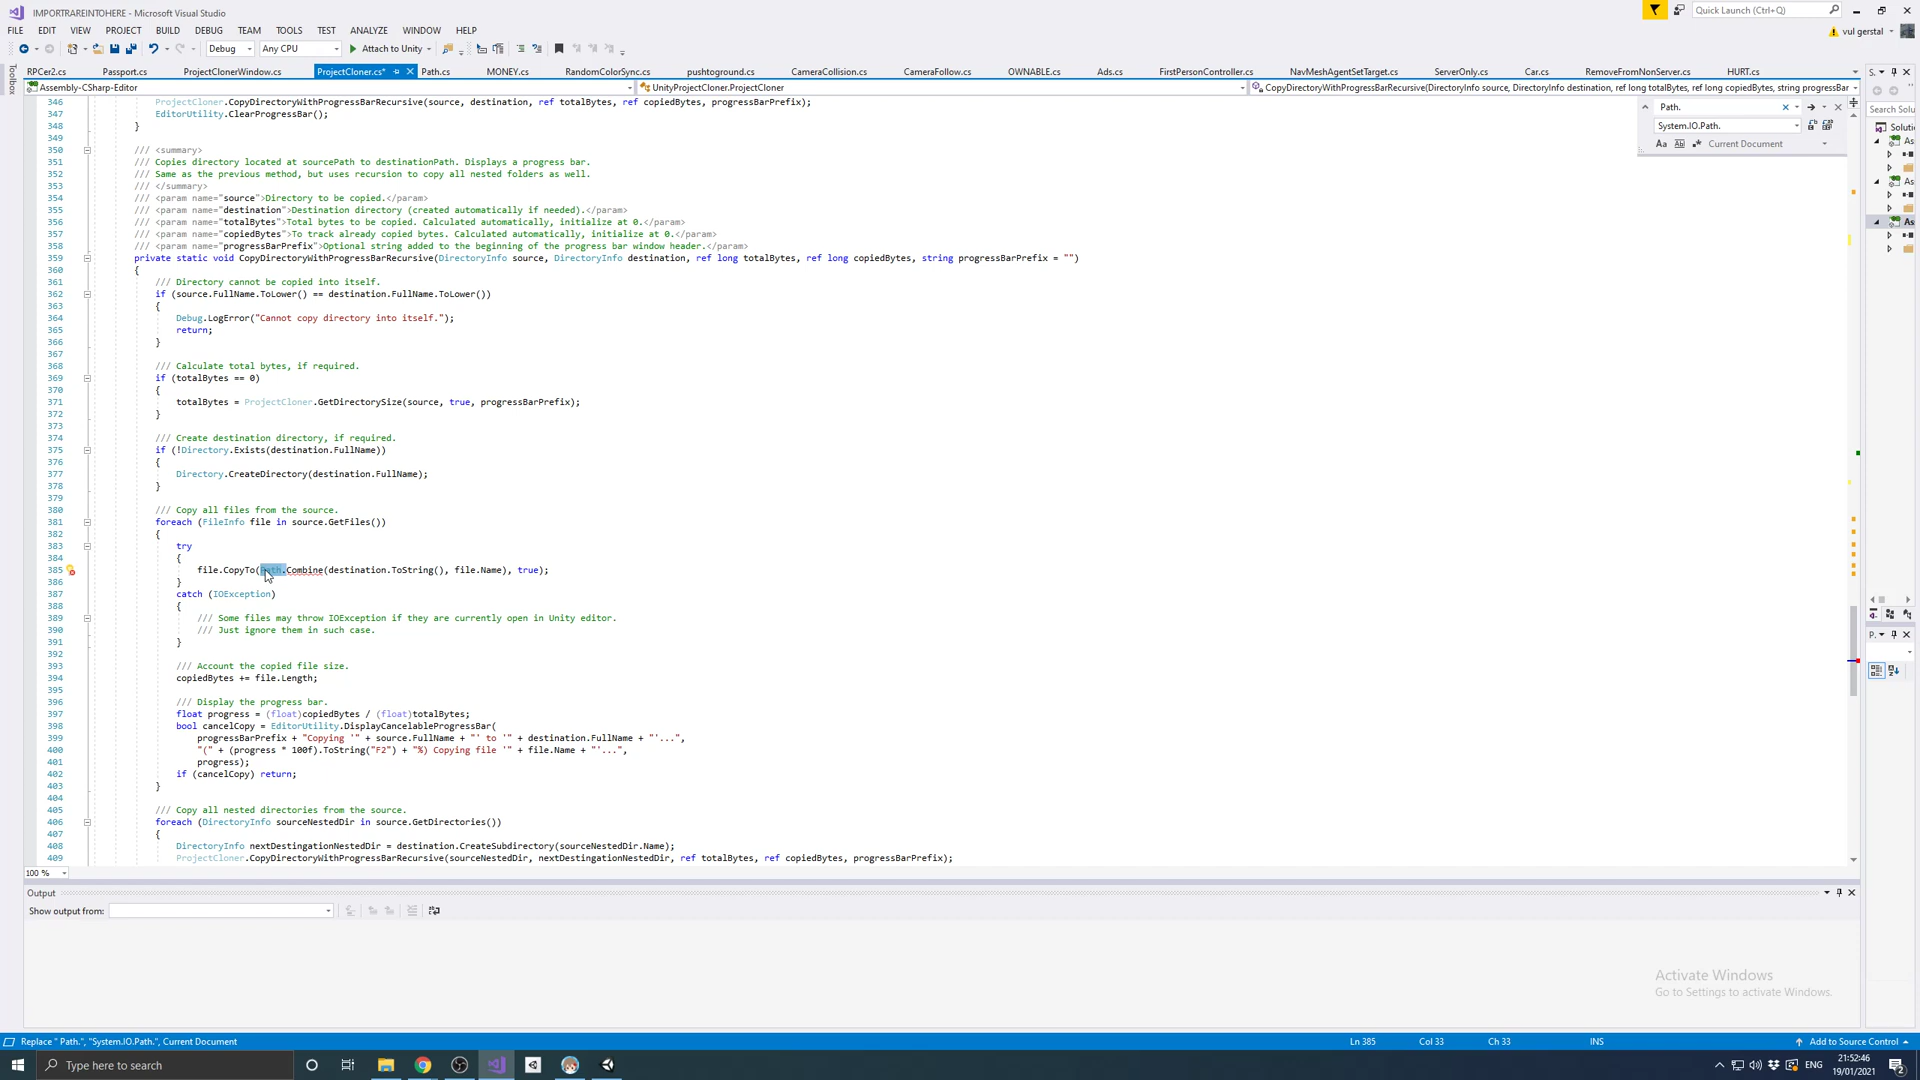 IMPORTRAREINTOHERE - Microsoft Visual Studio
Quick Launch (Ctrl+Q)
FILE EDIT VIEW PROJECT BUILD DEBUG TEAM TOOLS TEST ANALYZE WINDOW HELP
vul gerstal
Debug Any CPU Attach to Unity
Toolbox
RPCer2.cs Passport.cs ProjectClonerWindow.cs ProjectCloner.cs* Path.cs MONEY.cs RandomColorSync.cs pushtoground.cs CameraCollision.cs CameraFollow.cs OWNABLE.cs Ads.cs FirstPersonController.cs NavMeshAgentSetTarget.cs ServerOnly.cs Car.cs RemoveFromNonServer.cs HURT.cs
Assembly-CSharp-Editor UnityProjectCloner.ProjectCloner CopyDirectoryWithProgressBarRecursive(DirectoryInfo source, DirectoryInfo destination, ref long totalBytes, ref long copiedBytes, string progressBar
Path.
System.IO.Path.
Current Document
S.
Search Solu
Soluti
As
As
As
P.
346 ProjectCloner.CopyDirectoryWithProgressBarRecursive(source, destination, ref totalBytes, ref copiedBytes, progressBarPrefix);
347 EditorUtility.ClearProgressBar();
348 }
349
350 /// <summary>
351 /// Copies directory located at sourcePath to destinationPath. Displays a progress bar.
352 /// Same as the previous method, but uses recursion to copy all nested folders as well.
353 /// </summary>
354 /// <param name="source">Directory to be copied.</param>
355 /// <param name="destination">Destination directory (created automatically if needed).</param>
356 /// <param name="totalBytes">Total bytes to be copied. Calculated automatically, initialize at 0.</param>
357 /// <param name="copiedBytes">To track already copied bytes. Calculated automatically, initialize at 0.</param>
358 /// <param name="progressBarPrefix">Optional string added to the beginning of the progress bar window header.</param>
359 private static void CopyDirectoryWithProgressBarRecursive(DirectoryInfo source, DirectoryInfo destination, ref long totalBytes, ref long copiedBytes, string progressBarPrefix = "")
360 {
361 /// Directory cannot be copied into itself.
362 if (source.FullName.ToLower() == destination.FullName.ToLower())
363 {
364 Debug.LogError("Cannot copy directory into itself.");
365 return;
366 }
367
368 /// Calculate total bytes, if required.
369 if (totalBytes == 0)
370 {
371 totalBytes = ProjectCloner.GetDirectorySize(source, true, progressBarPrefix);
372 }
373
374 /// Create destination directory, if required.
375 if (!Directory.Exists(destination.FullName))
376 {
377 Directory.CreateDirectory(destination.FullName);
378 }
379
380 /// Copy all files from the source.
381 foreach (FileInfo file in source.GetFiles())
382 {
383 try
384 {
385 file.CopyTo(Path.Combine(destination.ToString(), file.Name), true);
386 }
387 catch (IOException)
388 {
389 /// Some files may throw IOException if they are currently open in Unity editor.
390 /// Just ignore them in such case.
391 }
392
393 /// Account the copied file size.
394 copiedBytes += file.Length;
395
396 /// Display the progress bar.
397 float progress = (float)copiedBytes / (float)totalBytes;
398 bool cancelCopy = EditorUtility.DisplayCancelableProgressBar(
399 progressBarPrefix + "Copying '" + source.FullName + "' to '" + destination.FullName + "'...",
400 "(" + (progress * 100f).ToString("F2") + "%) Copying file '" + file.Name + "'...",
401 progress);
402 if (cancelCopy) return;
403 }
404
405 /// Copy all nested directories from the source.
406 foreach (DirectoryInfo sourceNestedDir in source.GetDirectories())
407 {
408 DirectoryInfo nextDestingationNestedDir = destination.CreateSubdirectory(sourceNestedDir.Name);
409 ProjectCloner.CopyDirectoryWithProgressBarRecursive(sourceNestedDir, nextDestingationNestedDir, ref totalBytes, ref copiedBytes, progressBarPrefix);
100 %
Output
Show output from:
Activate Windows
Go to Settings to activate Windows.
Replace " Path.", "System.IO.Path.", Current Document Ln 385 Col 33 Ch 33 INS Add to Source Control
Type here to search
ENG
21:52:46
19/01/2021
2